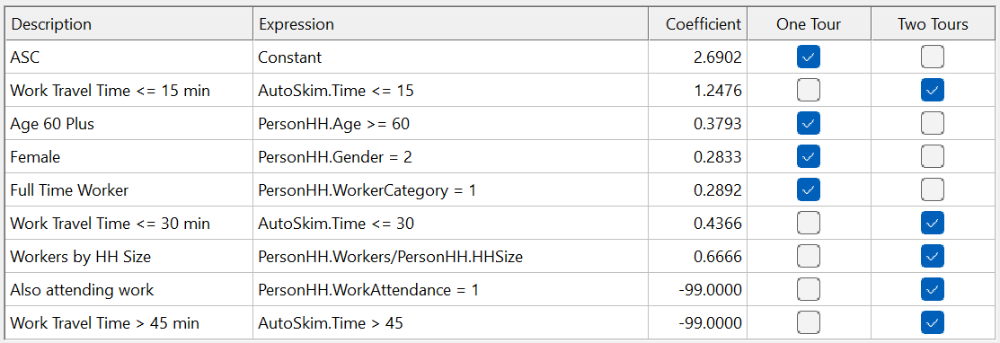 Description Expression Coefficient One Tour Two Tours
ASC Constant 2.6902
Work Travel Time <= 15 min AutoSkim.Time <= 15 1.2476
Age 60 Plus PersonHH.Age >= 60 0.3793
Female PersonHH.Gender = 2 0.2833
Full Time Worker PersonHH.WorkerCategory = 1 0.2892
Work Travel Time <= 30 min AutoSkim.Time <= 30 0.4366
Workers by HH Size PersonHH.Workers/PersonHH.HHSize 0.6666
Also attending work PersonHH.WorkAttendance = 1 -99.0000
Work Travel Time > 45 min AutoSkim.Time > 45 -99.0000